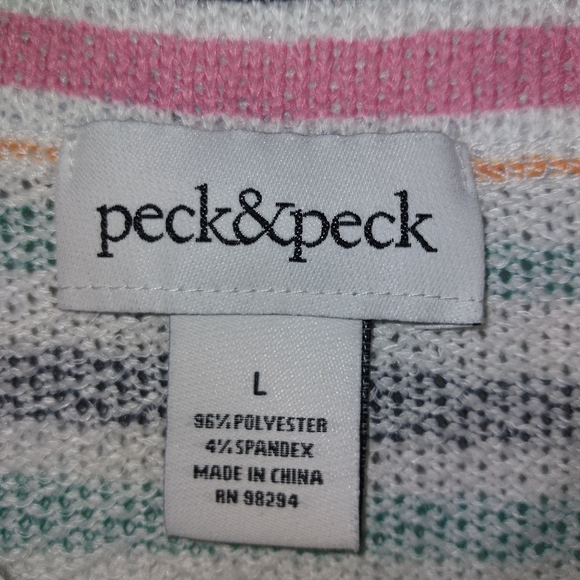 peck&peck
L
96% POLYESTER
4% SPANDEX
MADE IN CHINA
RN 98294